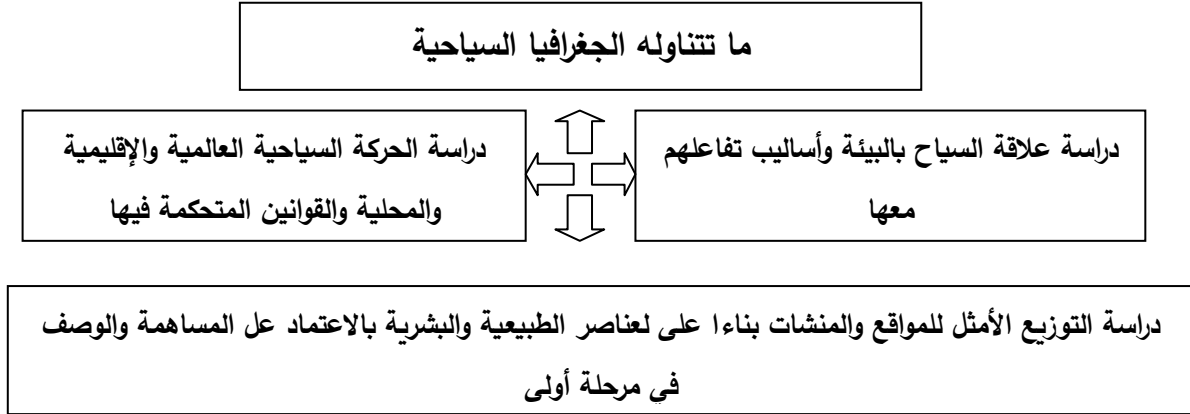 ما تتناوله الجغرافيا السياحية
دراسة علاقة السياح بالبيئة وأساليب تفاعلهم
معها
دراسة الحركة السياحية العالمية والإقليمية
والمحلية والقوانين المتحكمة فيها
دراسة التوزيع الأمثل للمواقع والمنشات بناءا على لعناصر الطبيعية والبشرية بالاعتماد عل المساهمة والوصف
في مرحلة أولى